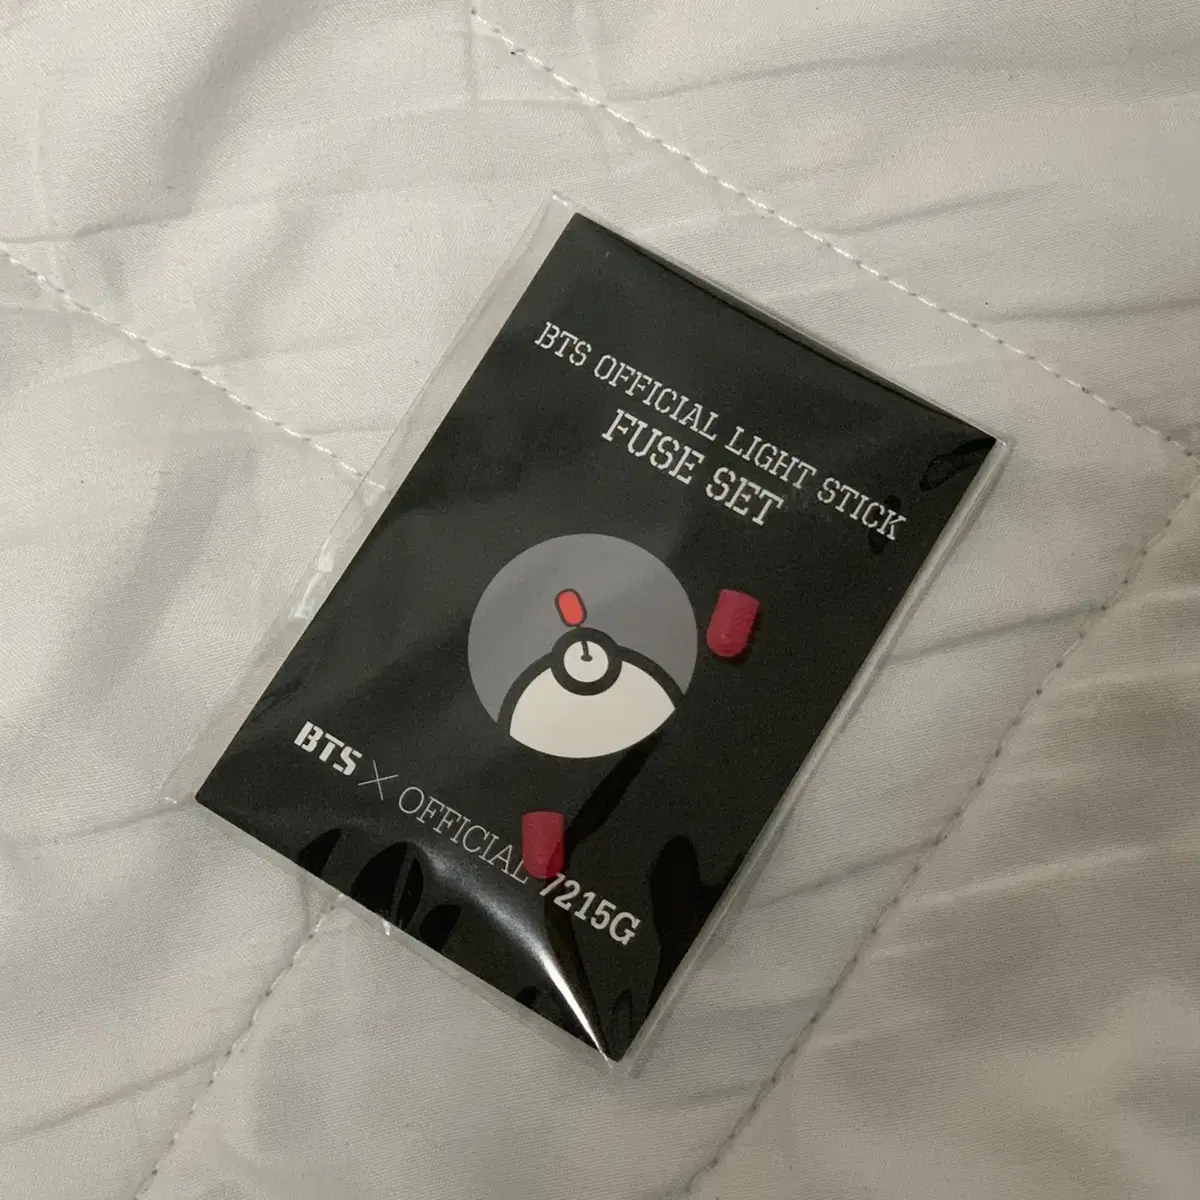 BTS OFFICIAL LIGHT STICK
FUSE SET
BTS × OFFICIAL 7215G